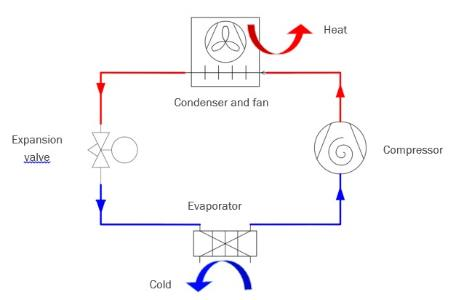 Heat
Condenser and fan
Expansion
valve
Compressor
Evaporator
Cold